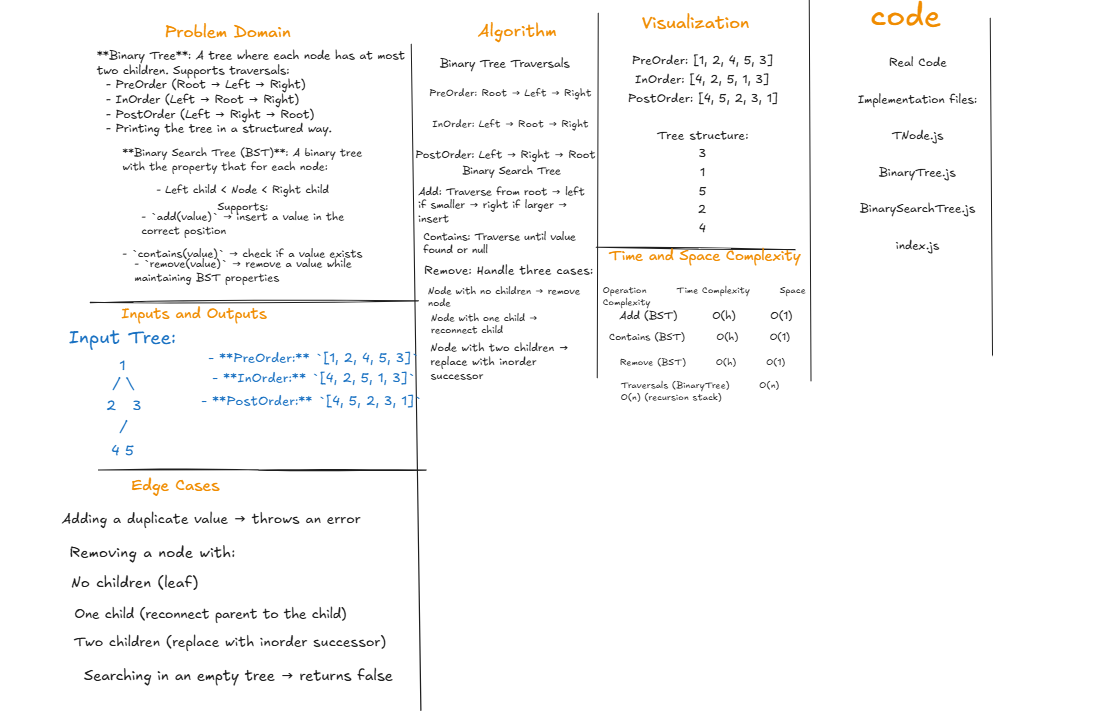 Problem Domain
**Binary Tree**: A tree where each node has at most
two children. Supports traversals:
- PreOrder (Root → Left → Right)
- InOrder (Left → Root → Right)
- PostOrder (Left → Right → Root)
- Printing the tree in a structured way.
**Binary Search Tree (BST)**: A binary tree
with the property that for each node:
- Left child < Node < Right child
Supports:
- `add(value)` → insert a value in the
correct position
- `contains(value)` → check if a value exists
- `remove(value)` → remove a value while
maintaining BST properties
Inputs and Outputs
Input Tree:
1
/ \
2 3
/
4 5
- **PreOrder:** `[1, 2, 4, 5, 3]`
- **InOrder:** `[4, 2, 5, 1, 3]`
- **PostOrder:** `[4, 5, 2, 3, 1]`
Edge Cases
Adding a duplicate value → throws an error
Removing a node with:
No children (leaf)
One child (reconnect parent to the child)
Two children (replace with inorder successor)
Searching in an empty tree → returns false
Algorithm
Binary Tree Traversals
PreOrder: Root → Left → Right
InOrder: Left → Root → Right
PostOrder: Left → Right → Root
Binary Search Tree
Add: Traverse from root → left
if smaller → right if larger →
insert
Contains: Traverse until value
found or null
Remove: Handle three cases:
Node with no children → remove
node
Node with one child →
reconnect child
Node with two children →
replace with inorder
successor
Visualization
PreOrder: [1, 2, 4, 5, 3]
InOrder: [4, 2, 5, 1, 3]
PostOrder: [4, 5, 2, 3, 1]
Tree structure:
3
1
5
2
4
Time and Space Complexity
Operation Time Complexity Space
Complexity
Add (BST) O(h) O(1)
Contains (BST) O(h) O(1)
Remove (BST) O(h) O(1)
Traversals (BinaryTree) O(n)
O(n) (recursion stack)
code
Real Code
Implementation files:
TNode.js
BinaryTree.js
BinarySearchTree.js
index.js